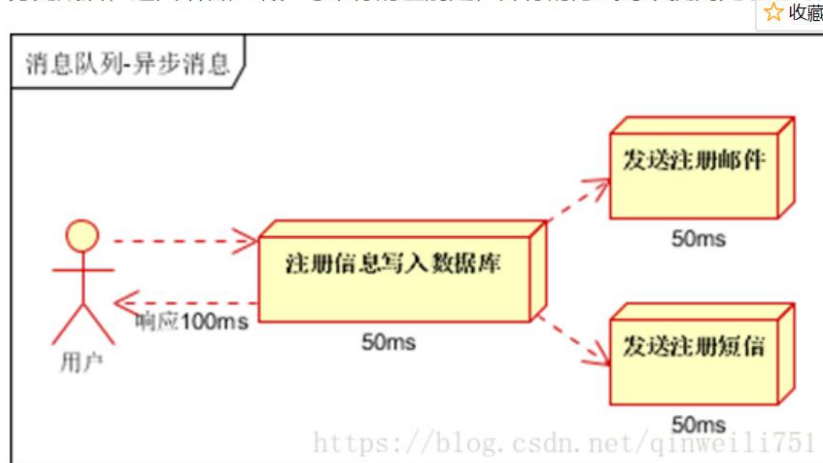 收藏
消息队列-异步消息
发送注册邮件
50ms
注册信息写入数据库
响应100ms
50ms
用户
发送注册短信
50ms
https://blog.csdn.net/qinweili751